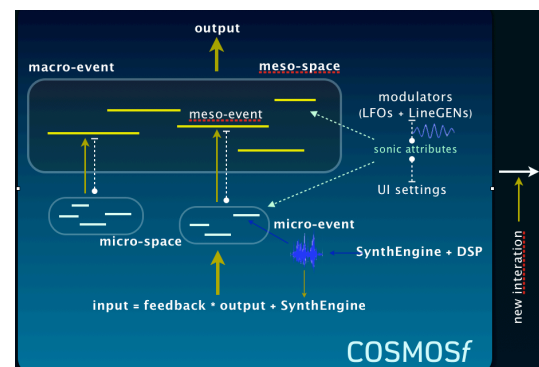 output
macro-event
meso-space
meso-event
modulators
(LFOs + LineGENs)
sonic attributes
UI settings
micro-event
micro-space
SynthEngine + DSP
input = feedback * output + SynthEngine
COSMOSf
new interation